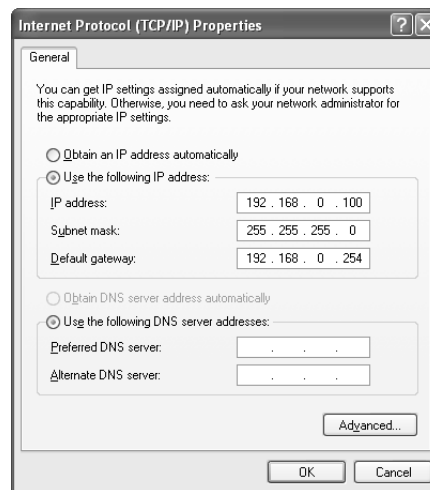 Internet Protocol (TCP/IP) Properties
General
You can get IP settings assigned automatically if your network supports
this capability. Otherwise, you need to ask your network administrator for
the appropriate IP settings.
Obtain an IP address automatically
Use the following IP address:
IP address: 192 . 168 . 0 . 100
Subnet mask: 255 . 255 . 255 . 0
Default gateway: 192 . 168 . 0 . 254
Obtain DNS server address automatically
Use the following DNS server addresses:
Preferred DNS server: . . .
Alternate DNS server: . . .
Advanced...
OK Cancel